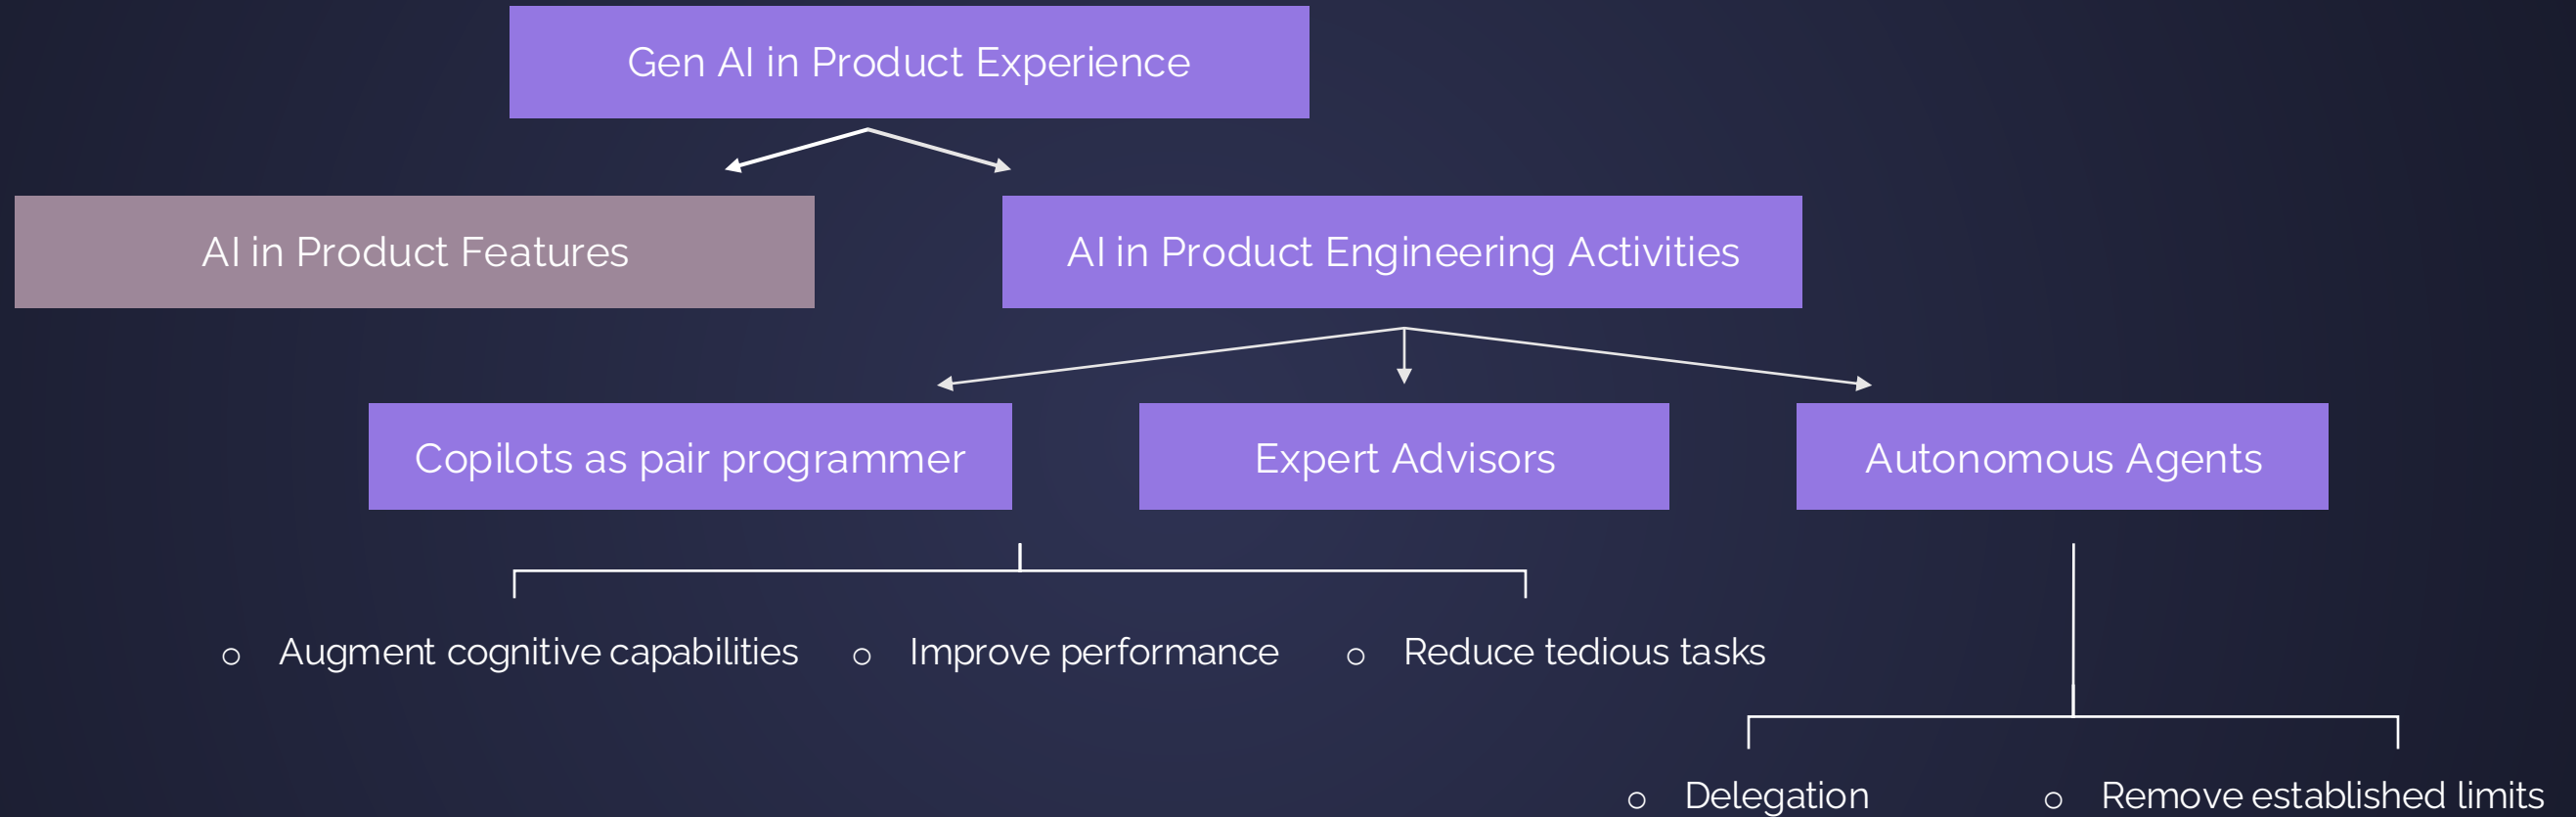 Gen AI in Product Experience
AI in Product Features
AI in Product Engineering Activities
Copilots as pair programmer
Expert Advisors
Autonomous Agents
Augment cognitive capabilities
Improve performance
Reduce tedious tasks
Delegation
Remove established limits